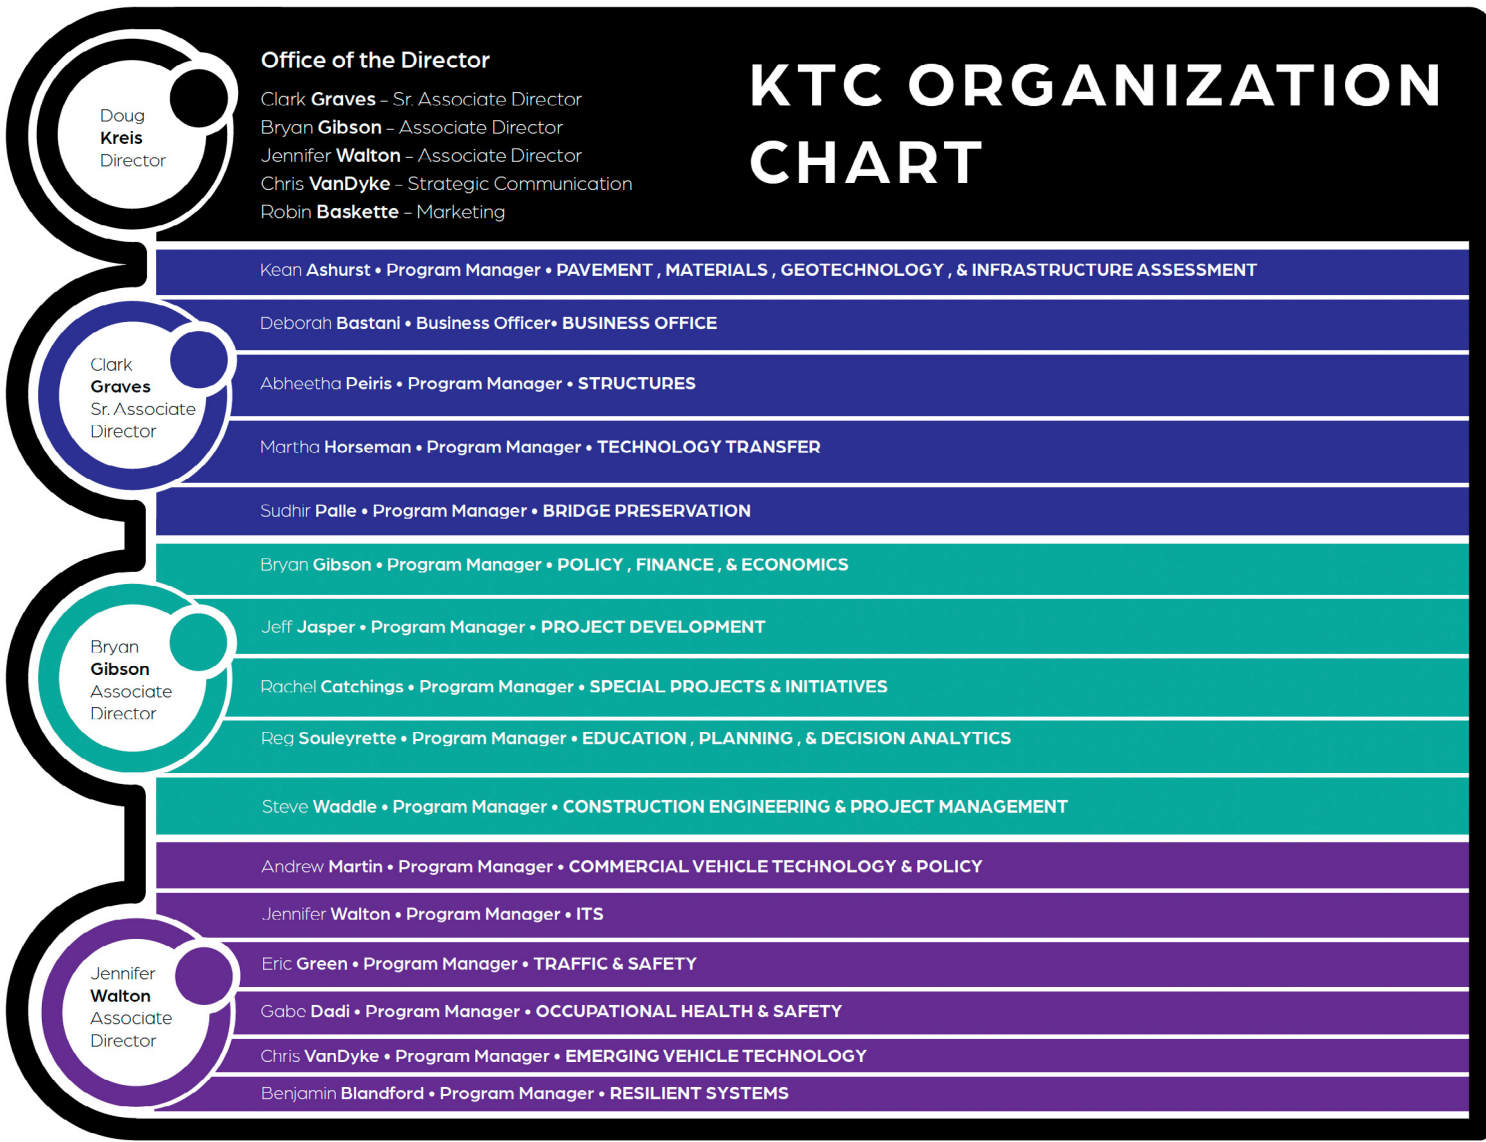 Doug
Kreis
Director
Office of the Director
Clark Graves – Sr. Associate Director
Bryan Gibson – Associate Director
Jennifer Walton – Associate Director
Chris VanDyke – Strategic Communication
Robin Baskette – Marketing
KTC ORGANIZATION
CHART
Clark
Graves
Sr. Associate
Director
Kean Ashurst • Program Manager • PAVEMENT , MATERIALS , GEOTECHNOLOGY , & INFRASTRUCTURE ASSESSMENT
Deborah Bastani • Business Officer• BUSINESS OFFICE
Abheetha Peiris • Program Manager • STRUCTURES
Martha Horseman • Program Manager • TECHNOLOGY TRANSFER
Sudhir Palle • Program Manager • BRIDGE PRESERVATION
Bryan
Gibson
Associate
Director
Bryan Gibson • Program Manager • POLICY , FINANCE , & ECONOMICS
Jeff Jasper • Program Manager • PROJECT DEVELOPMENT
Rachel Catchings • Program Manager • SPECIAL PROJECTS & INITIATIVES
Reg Souleyrette • Program Manager • EDUCATION , PLANNING , & DECISION ANALYTICS
Steve Waddle • Program Manager • CONSTRUCTION ENGINEERING & PROJECT MANAGEMENT
Jennifer
Walton
Associate
Director
Andrew Martin • Program Manager • COMMERCIAL VEHICLE TECHNOLOGY & POLICY
Jennifer Walton • Program Manager • ITS
Eric Green • Program Manager • TRAFFIC & SAFETY
Gabe Dadi • Program Manager • OCCUPATIONAL HEALTH & SAFETY
Chris VanDyke • Program Manager • EMERGING VEHICLE TECHNOLOGY
Benjamin Blandford • Program Manager • RESILIENT SYSTEMS